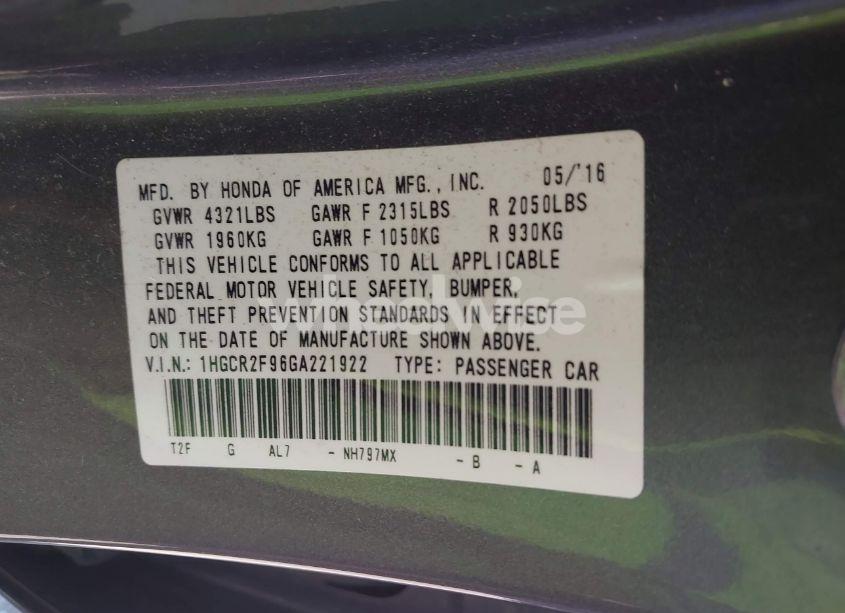 MFD. BY HONDA OF AMERICA MFG., INC. 05/'16
GVWR 4321LBS GAWR F 2315LBS R 2050LBS
GVWR 1960KG GAWR F 1050KG R 930KG
THIS VEHICLE CONFORMS TO ALL APPLICABLE
FEDERAL MOTOR VEHICLE SAFETY, BUMPER,
AND THEFT PREVENTION STANDARDS IN EFFECT
ON THE DATE OF MANUFACTURE SHOWN ABOVE.
V.I.N.: 1HGCR2F96GA221922 TYPE: PASSENGER CAR
T2F G AL7 - NH797MX - B - A
wheelwise